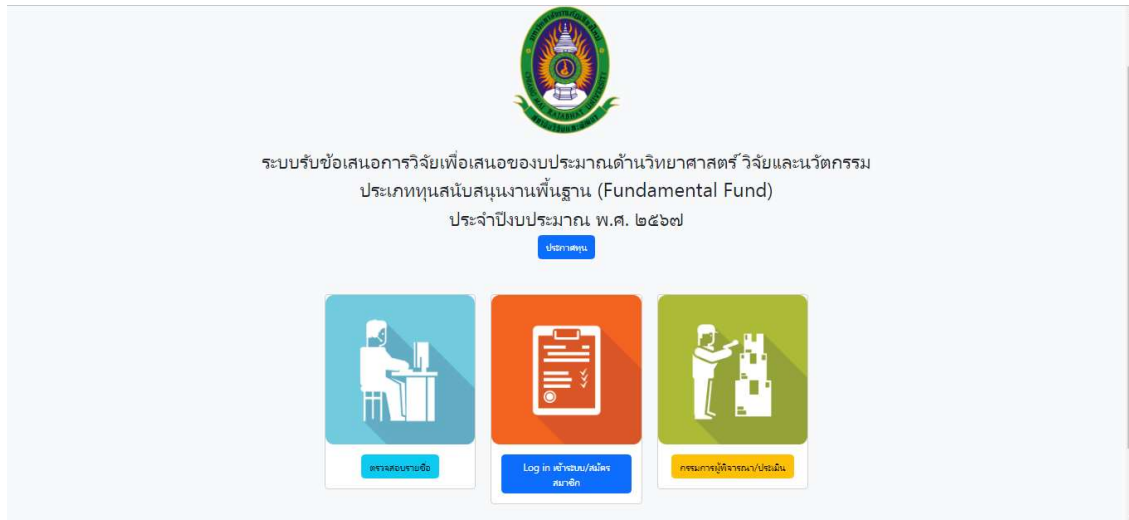 CHIANG MAI RAJABHAT UNIVERSITY
ระบบรับข้อเสนอการวิจัยเพื่อเสนอของบประมาณด้านวิทยาศาสตร์ วิจัยและนวัตกรรม
ประเภททุนสนับสนุนงานพื้นฐาน (Fundamental Fund)
ประจำปีงบประมาณ พ.ศ. ๒๕๖๗
ประกาศทุน
ตรวจสอบรายชื่อ
Log in เข้าระบบ/สมัคร
สมาชิก
กรรมการผู้พิจารณา/ประเมิน